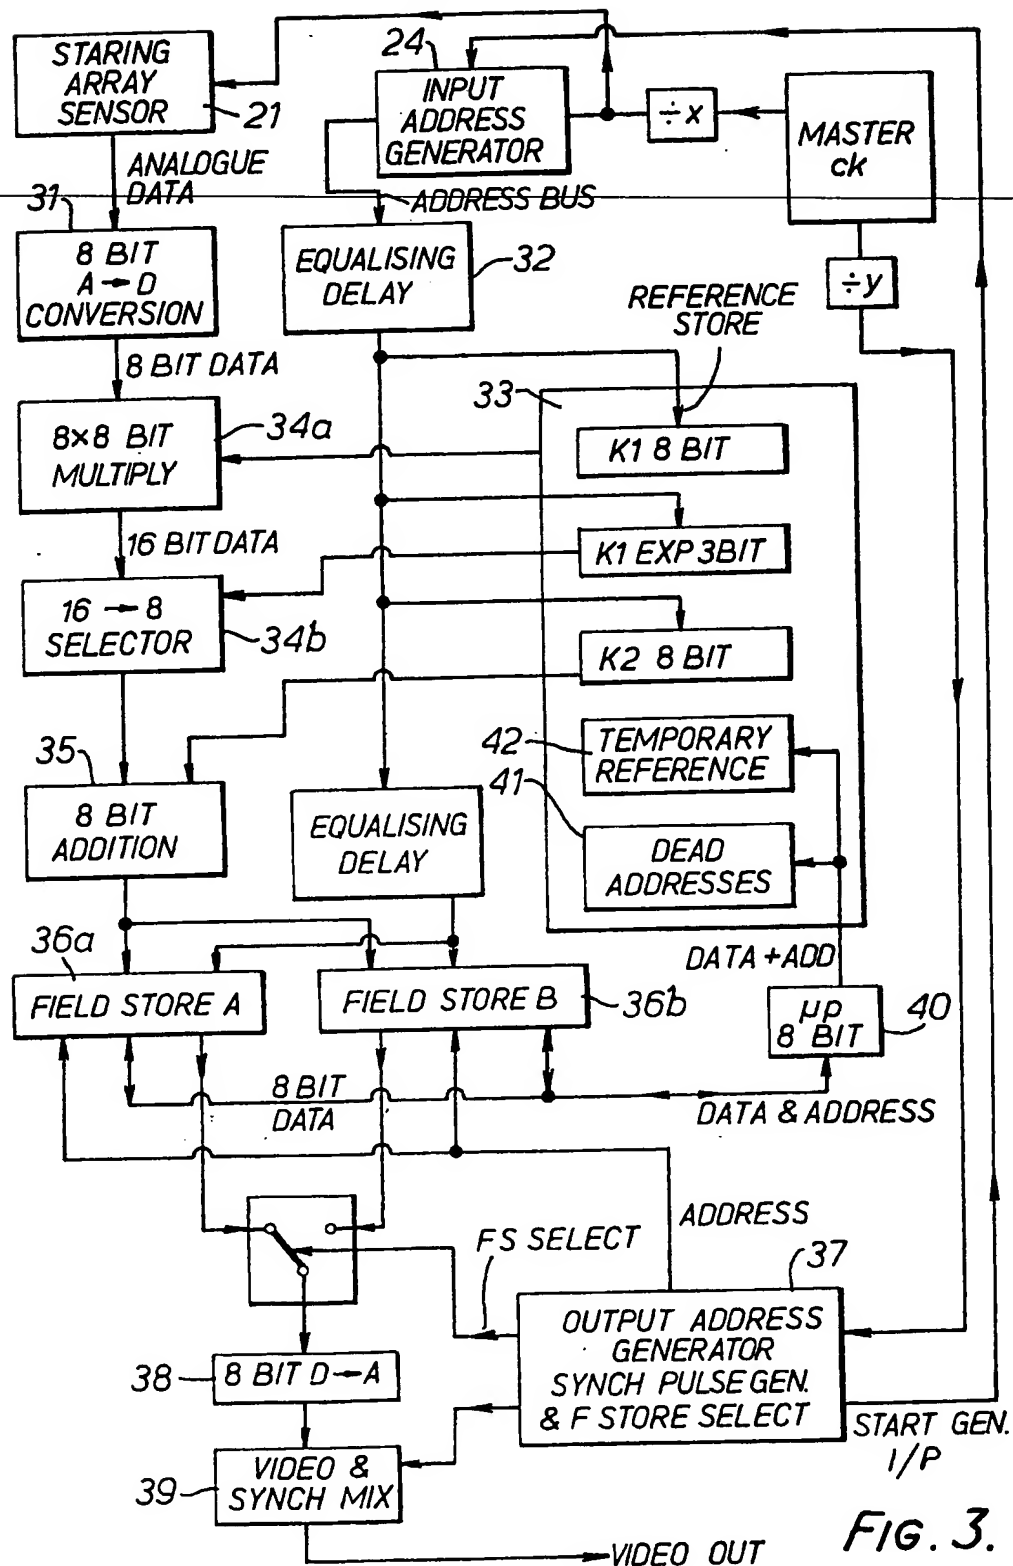 STARING
ARRAY
SENSOR
21
24
INPUT
ADDRESS
GENERATOR
÷x
MASTER
ck
ANALOGUE
DATA
ADDRESS BUS
31
8 BIT
A→D
CONVERSION
EQUALISING
DELAY
32
÷y
REFERENCE
STORE
8 BIT DATA
33
8×8 BIT
MULTIPLY
34a
K1 8 BIT
16 BIT DATA
K1 EXP 3BIT
16→8
SELECTOR
34b
K2 8 BIT
35
8 BIT
ADDITION
EQUALISING
DELAY
42
TEMPORARY
REFERENCE
41
DEAD
ADDRESSES
36a
FIELD STORE A
FIELD STORE B
36b
DATA + ADD
μp
8 BIT
40
8 BIT
DATA
DATA & ADDRESS
ADDRESS
FS SELECT
37
OUTPUT ADDRESS
GENERATOR
SYNCH PULSE GEN.
& F STORE SELECT
START GEN.
I/P
38
8 BIT D→A
39
VIDEO &
SYNCH MIX
VIDEO OUT
FIG. 3.